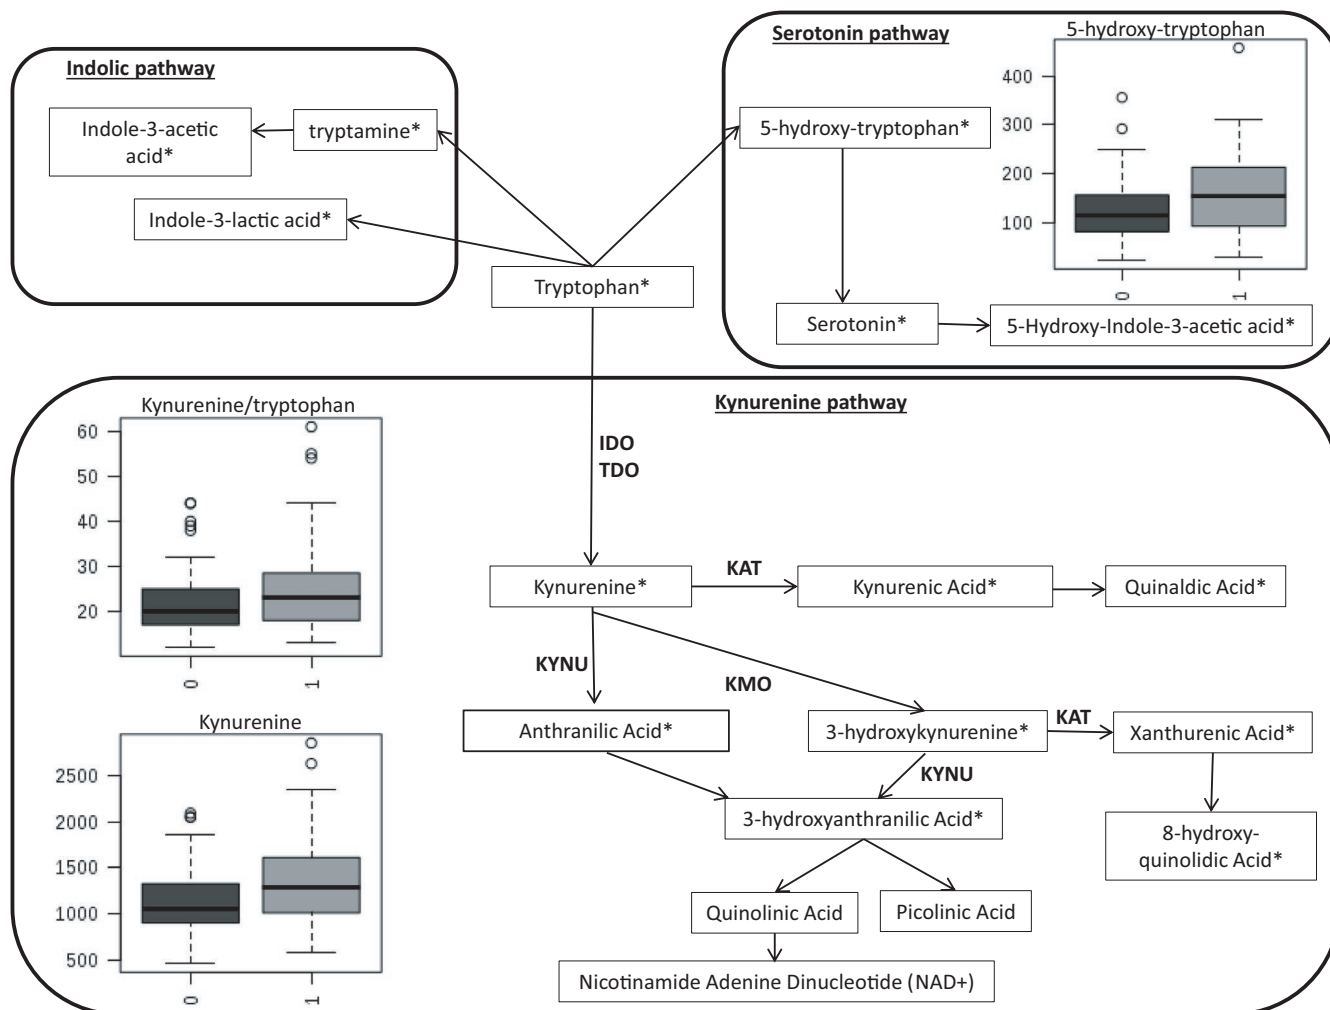 Indolic pathway
Indole-3-acetic
acid*
tryptamine*
Indole-3-lactic acid*
Serotonin pathway
5-hydroxy-tryptophan
5-hydroxy-tryptophan*
400
300
200
100
0
1
Serotonin*
5-Hydroxy-Indole-3-acetic acid*
Tryptophan*
Kynurenine pathway
Kynurenine/tryptophan
60
50
40
30
20
0
1
IDO
TDO
Kynurenine*
KAT
Kynurenic Acid*
Quinaldic Acid*
KYNU
KMO
Kynurenine
2500
2000
1500
1000
500
0
1
Anthranilic Acid*
3-hydroxykynurenine*
KAT
Xanthurenic Acid*
KYNU
3-hydroxyanthranilic Acid*
8-hydroxy-
quinolidic Acid*
Quinolinic Acid
Picolinic Acid
Nicotinamide Adenine Dinucleotide (NAD+)